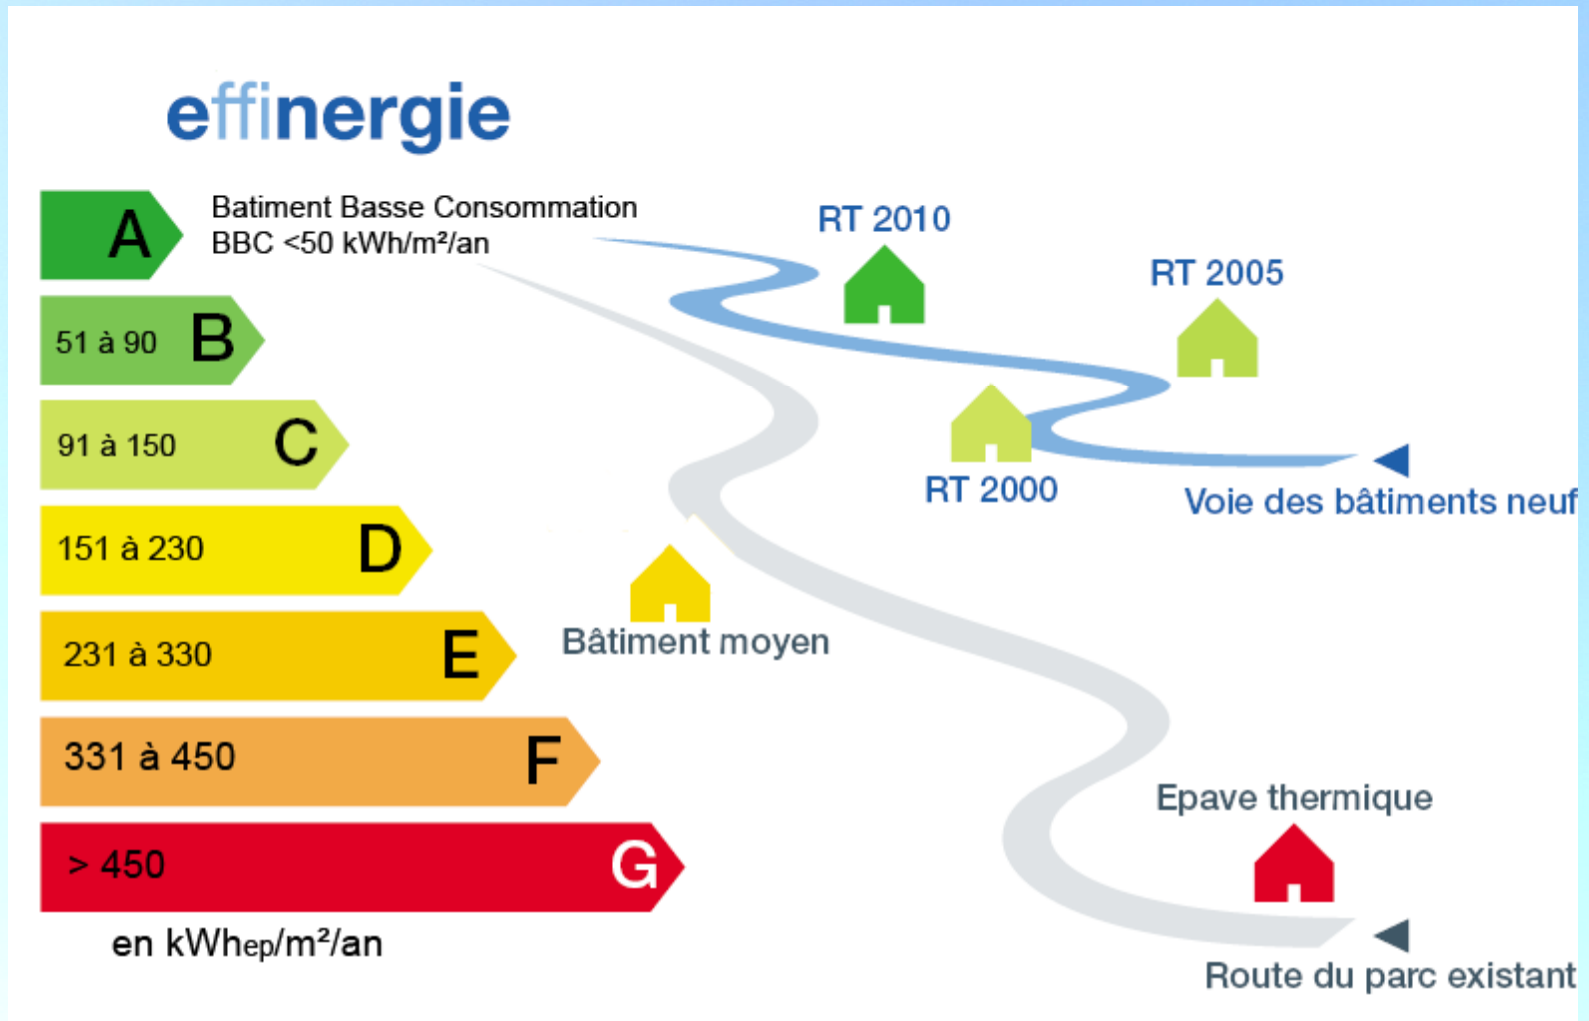 effinergie
A
Batiment Basse Consommation
BBC <50 kWh/m²/an
51 à 90 B
91 à 150 C
151 à 230 D
231 à 330 E
331 à 450 F
> 450 G
en kWhep/m²/an
RT 2010
RT 2005
RT 2000
Voie des bâtiments neuf
Bâtiment moyen
Epave thermique
Route du parc existant